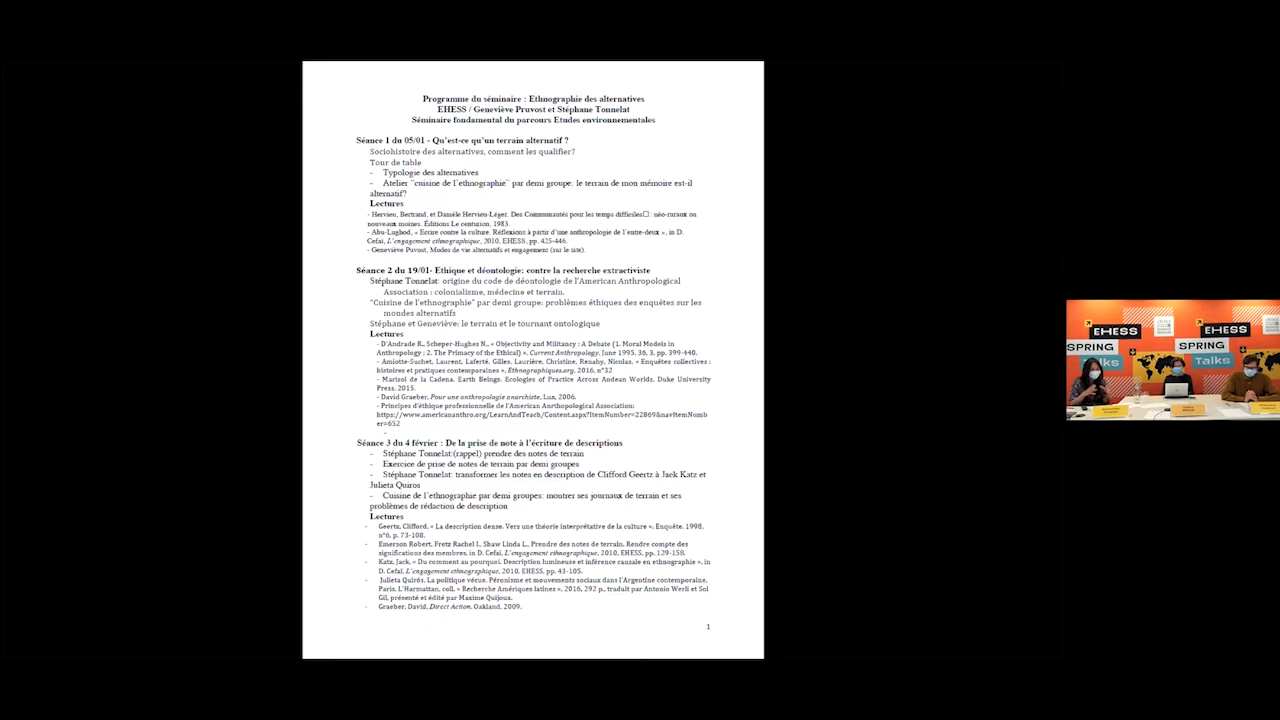 Programme du séminaire : Ethnographie des alternatives
EHESS / Geneviève Pruvost et Stéphane Tonnelat
Séminaire fondamental du parcours Etudes environnementales
Séance 1 du 05/01 - Qu'est-ce qu'un terrain alternatif ?
Sociohistoire des alternatives, comment les qualifier?
Tour de table
- Typologie des alternatives
- Atelier "cuisine de l'ethnographie" par demi groupe: le terrain de mon mémoire est-il
alternatif?
Lectures
- Hervieu, Bertrand, et Danièle Hervieu-Léger. Des Communautés pour les temps difficiles□ : néo-ruraux ou
nouveaux moines. Éditions Le centurion, 1983.
- Abu-Lughod, « Ecrire contre la culture. Réflexions à partir d'une anthropologie de l'entre-deux », in D.
Cefaï, L'engagement ethnographique, 2010, EHESS, pp. 425-446.
- Geneviève Puvost, Modes de vie alternatifs et engagement (sur le site).
Séance 2 du 19/01- Ethique et déontologie: contre la recherche extractiviste
Stéphane Tonnelat: origine du code de déontologie de l'American Anthropological
Association : colonialisme, médecine et terrain.
"Cuisine de l'ethnographie" par demi groupe: problèmes éthiques des enquêtes sur les
mondes alternatifs
Stéphane et Geneviève: le terrain et le tournant ontologique
Lectures
- D'Andrade R., Scheper-Hughes N., « Objectivity and Militancy : A Debate (1. Moral Models in
Anthropology ; 2. The Primacy of the Ethical) », Current Anthropology, June 1995, 36, 3, pp. 399-440.
- Amiotte-Suchet, Laurent, Laferté, Gilles, Laurière, Christine, Renahy, Nicolas, « Enquêtes collectives :
histoires et pratiques contemporaines », Ethnographiques.org, 2016, n°32
- Marisol de la Cadena, Earth Beings. Ecologies of Practice Across Andean Worlds, Duke University
Press, 2015.
- David Graeber, Pour une anthropologie anarchiste, Lux, 2006.
- Principes d'éthique professionnelle de l'American Anrthopological Association:
https://www.americananthro.org/LearnAndTeach/Content.aspx?ItemNumber=22869&navItemNumb
er=652
-
Séance 3 du 4 février : De la prise de note à l'écriture de descriptions
- Stéphane Tonnelat:(rappel) prendre des notes de terrain
- Exercice de prise de notes de terrain par demi groupes
- Stéphane Tonnelat: transformer les notes en description de Clifford Geertz à Jack Katz et
Julieta Quiros
- Cuisine de l'ethnographie par demi groupes: montrer ses journaux de terrain et ses
problèmes de rédaction de description
Lectures
- Geertz, Clifford, « La description dense. Vers une théorie interprétative de la culture », Enquête, 1998,
n°6, p. 73-108.
- Emerson Robert, Fretz Rachel I., Shaw Linda L., Prendre des notes de terrain. Rendre compte des
significations des membres, in D. Cefaï, L'engagement ethnographique, 2010, EHESS, pp. 129-158.
- Katz, Jack, « Du comment au pourquoi. Description lumineuse et inférence causale en ethnographie », in
D. Cefaï, L'engagement ethnographique, 2010, EHESS, pp. 43-105.
- Julieta Quirós, La politique vécue. Péronisme et mouvements sociaux dans l'Argentine contemporaine,
Paris, L'Harmattan, coll. « Recherche Amériques latines », 2016, 292 p., traduit par Antonio Werli et Sol
Gil, présenté et édité par Maxime Quijoux.
- Graeber, David, Direct Action, Oakland, 2009.
1
EHESS EHESS
SPRING SPRING
Talks Talks